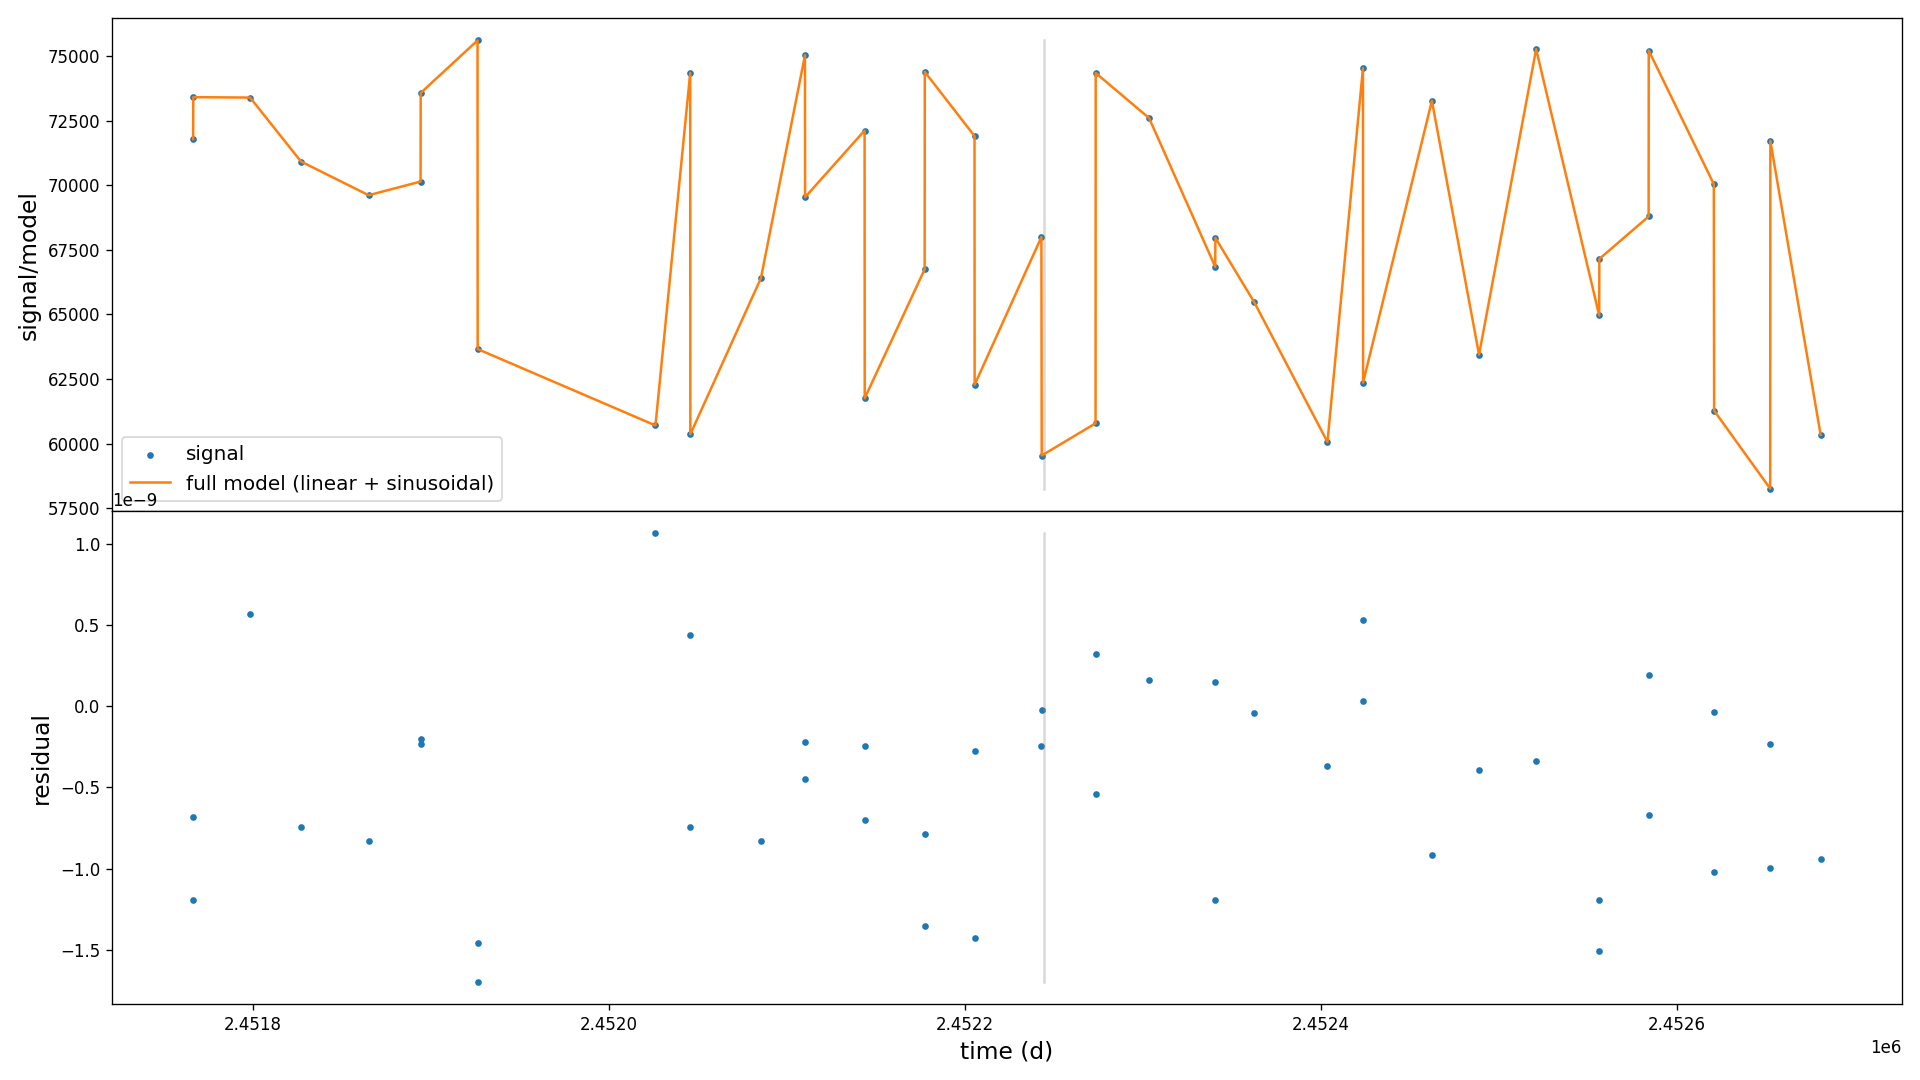 75000
72500
70000
67500
65000
62500
60000
57500
signal/model
signal
full model (linear + sinusoidal)
1e−9
1.0
0.5
0.0
−0.5
−1.0
−1.5
residual
2.4518
2.4520
2.4522
2.4524
2.4526
time (d)
1e6